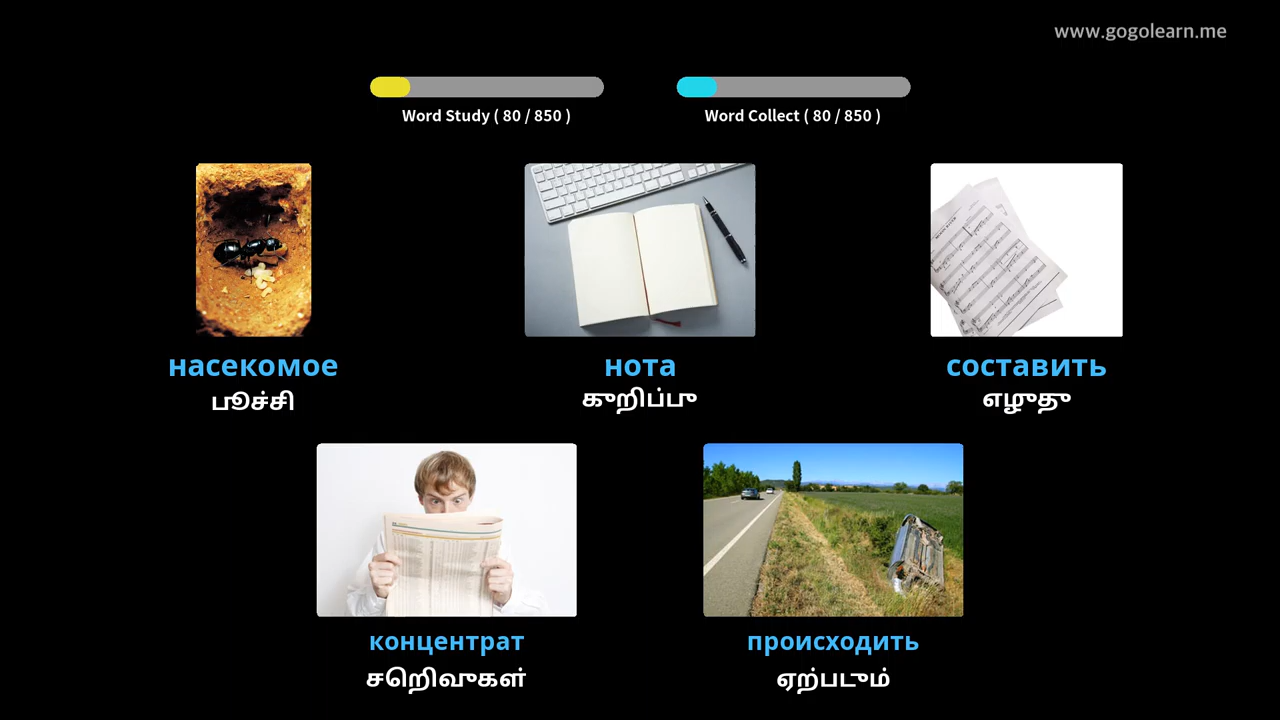 www.gogolearn.me
Word Study ( 80 / 850 )
Word Collect ( 80 / 850 )
насекомое
பூச்சி
нота
குறிப்பு
составить
எழுது
концентрат
செறிவுகள்
происходить
ஏற்படும்